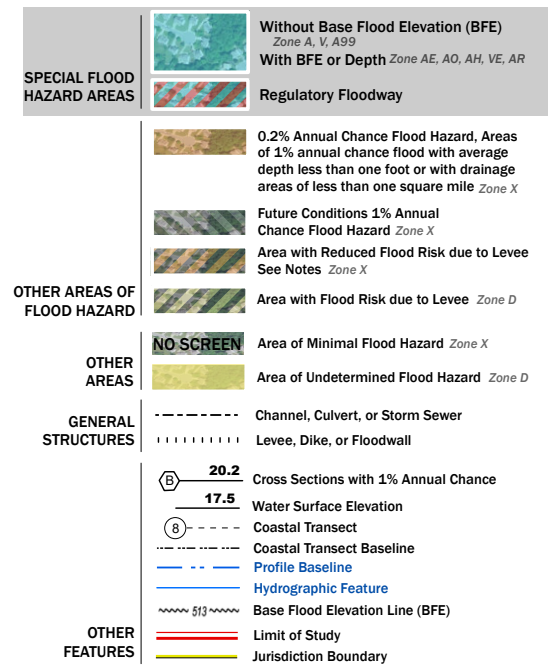 SPECIAL FLOOD
HAZARD AREAS
Without Base Flood Elevation (BFE)
Zone A, V, A99
With BFE or Depth Zone AE, AO, AH, VE, AR
Regulatory Floodway
OTHER AREAS OF
FLOOD HAZARD
0.2% Annual Chance Flood Hazard, Areas
of 1% annual chance flood with average
depth less than one foot or with drainage
areas of less than one square mile Zone X
Future Conditions 1% Annual
Chance Flood Hazard Zone X
Area with Reduced Flood Risk due to Levee
See Notes Zone X
Area with Flood Risk due to Levee Zone D
OTHER
AREAS
NO SCREEN Area of Minimal Flood Hazard Zone X
Area of Undetermined Flood Hazard Zone D
GENERAL
STRUCTURES
Channel, Culvert, or Storm Sewer
Levee, Dike, or Floodwall
OTHER
FEATURES
B 20.2 Cross Sections with 1% Annual Chance
17.5 Water Surface Elevation
8 Coastal Transect
Coastal Transect Baseline
Profile Baseline
Hydrographic Feature
513 Base Flood Elevation Line (BFE)
Limit of Study
Jurisdiction Boundary